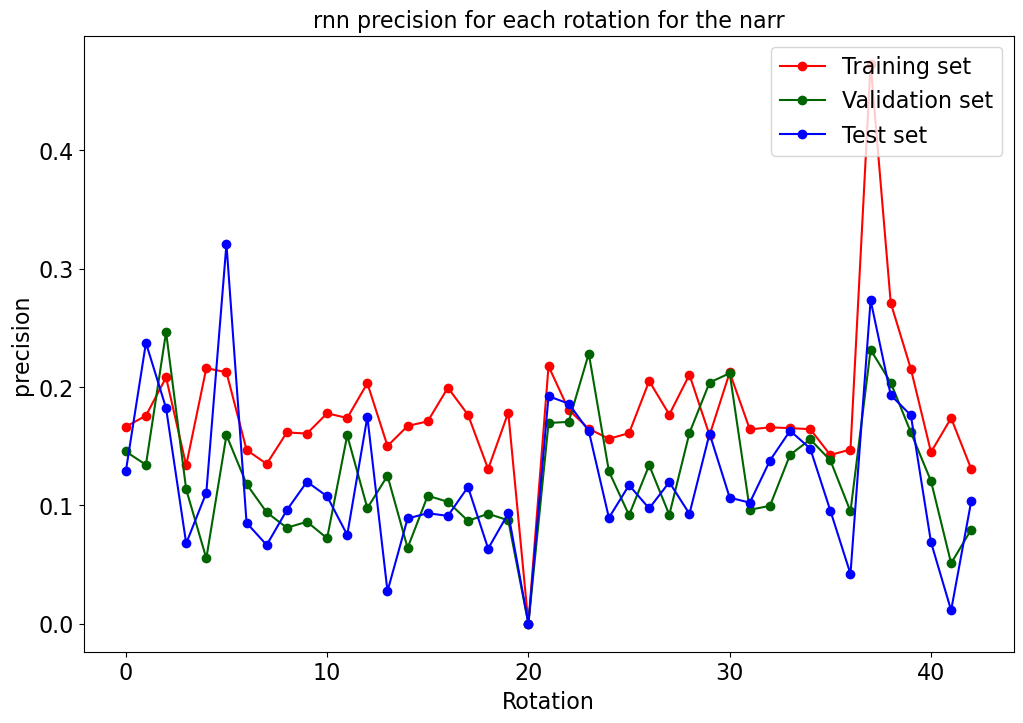 rnn precision for each rotation for the narr
Training set
Validation set
Test set
precision
0.4
0.3
0.2
0.1
0.0
0 10 20 30 40
Rotation